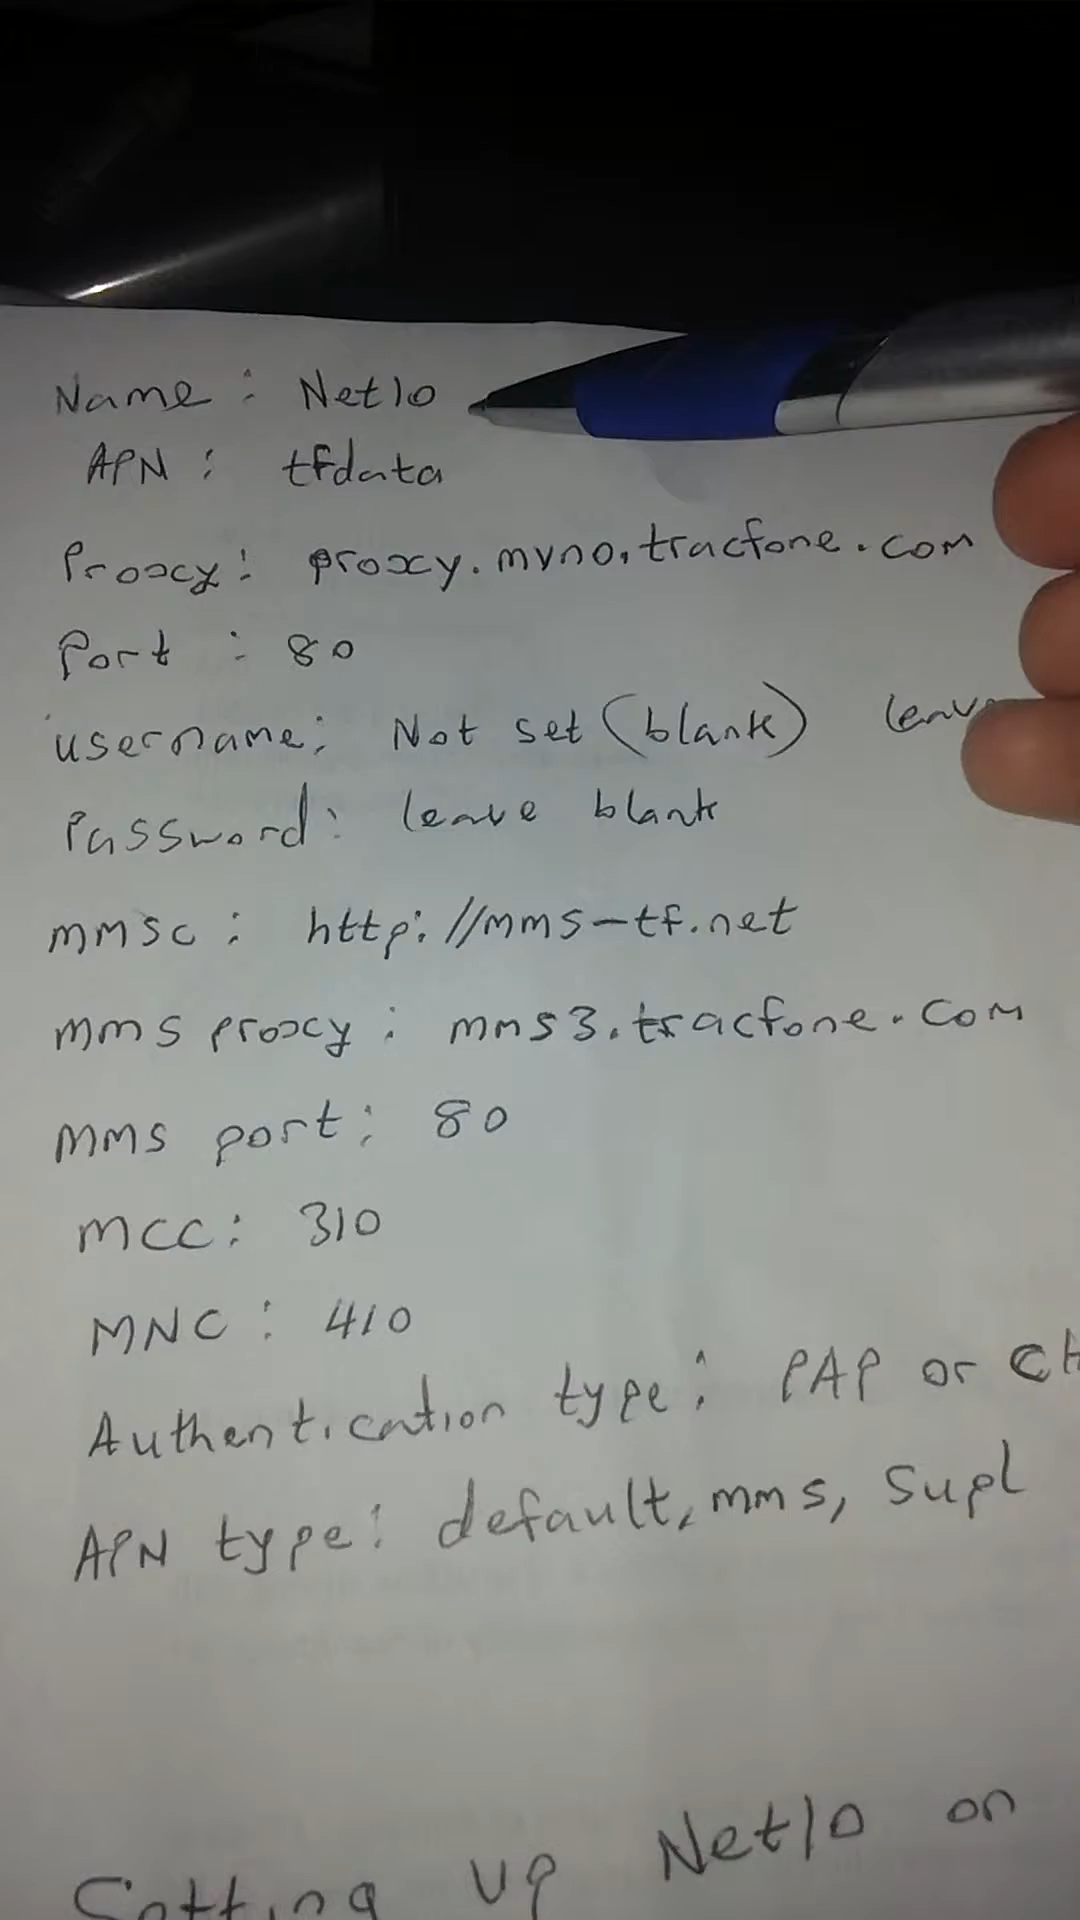 Name : Net10
APN : tfdata
Proxy: proxy.mvno.tracfone.com
Port : 80
username: Not set (blank)
Password: leave blank
mmsc : http://mms-tf.net
mms proxy : mms3.tracfone.com
mms port: 80
MCC: 310
MNC: 410
Authentication type: PAP or
APN type: default, mms, supl
Setting up Net10 on